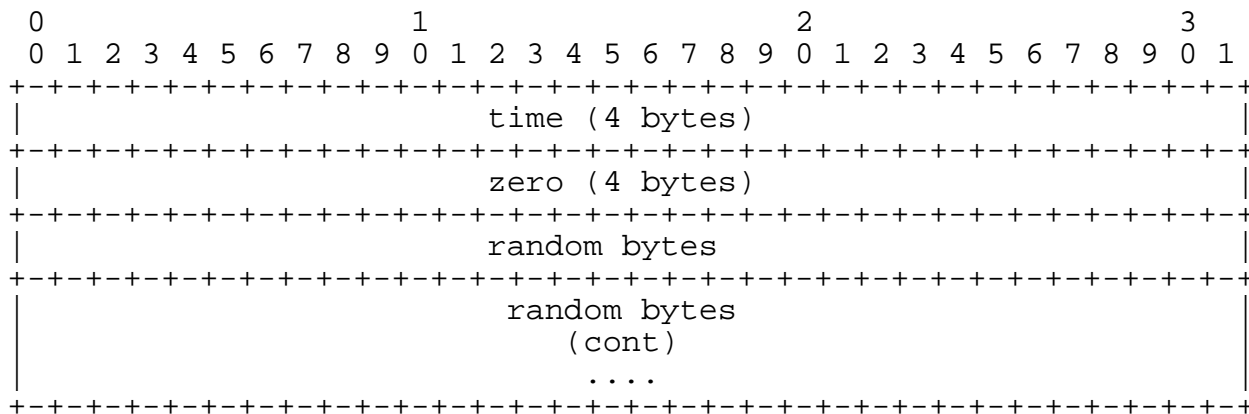 0                   1                   2                   3
 0 1 2 3 4 5 6 7 8 9 0 1 2 3 4 5 6 7 8 9 0 1 2 3 4 5 6 7 8 9 0 1
+-+-+-+-+-+-+-+-+-+-+-+-+-+-+-+-+-+-+-+-+-+-+-+-+-+-+-+-+-+-+-+-+
|                        time (4 bytes)                         |
+-+-+-+-+-+-+-+-+-+-+-+-+-+-+-+-+-+-+-+-+-+-+-+-+-+-+-+-+-+-+-+-+
|                        zero (4 bytes)                         |
+-+-+-+-+-+-+-+-+-+-+-+-+-+-+-+-+-+-+-+-+-+-+-+-+-+-+-+-+-+-+-+-+
|                        random bytes                           |
+-+-+-+-+-+-+-+-+-+-+-+-+-+-+-+-+-+-+-+-+-+-+-+-+-+-+-+-+-+-+-+-+
|                         random bytes                          |
|                            (cont)                             |
|                             ....                              |
+-+-+-+-+-+-+-+-+-+-+-+-+-+-+-+-+-+-+-+-+-+-+-+-+-+-+-+-+-+-+-+-+